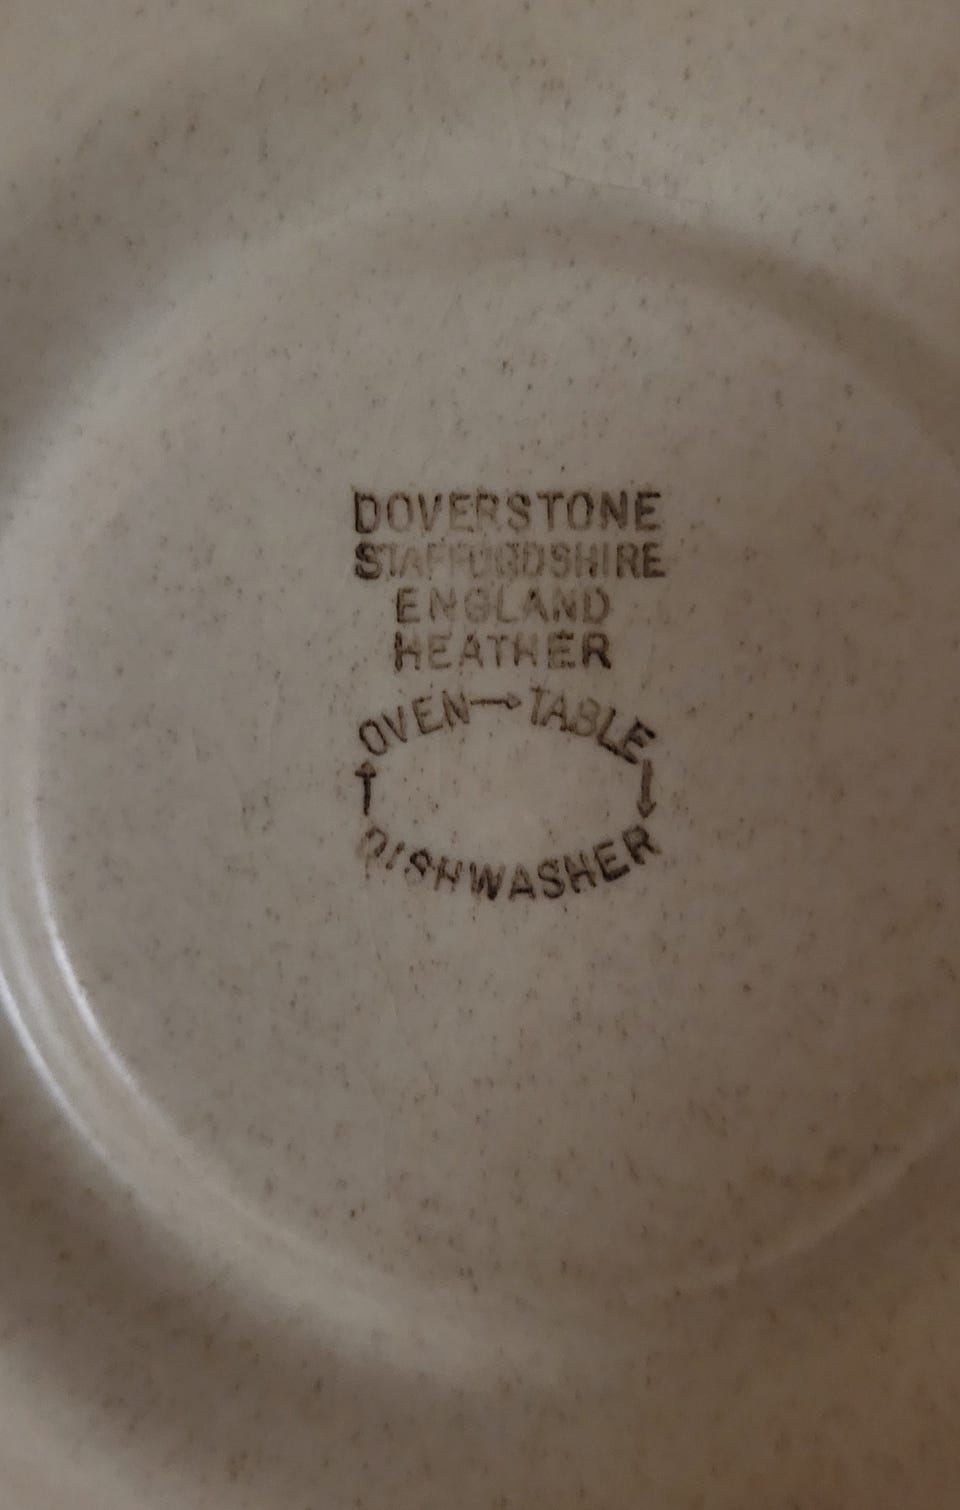 DOVERSTONE
STAFFORDSHIRE
ENGLAND
HEATHER
OVEN→TABLE
↑ ↓
DISHWASHER